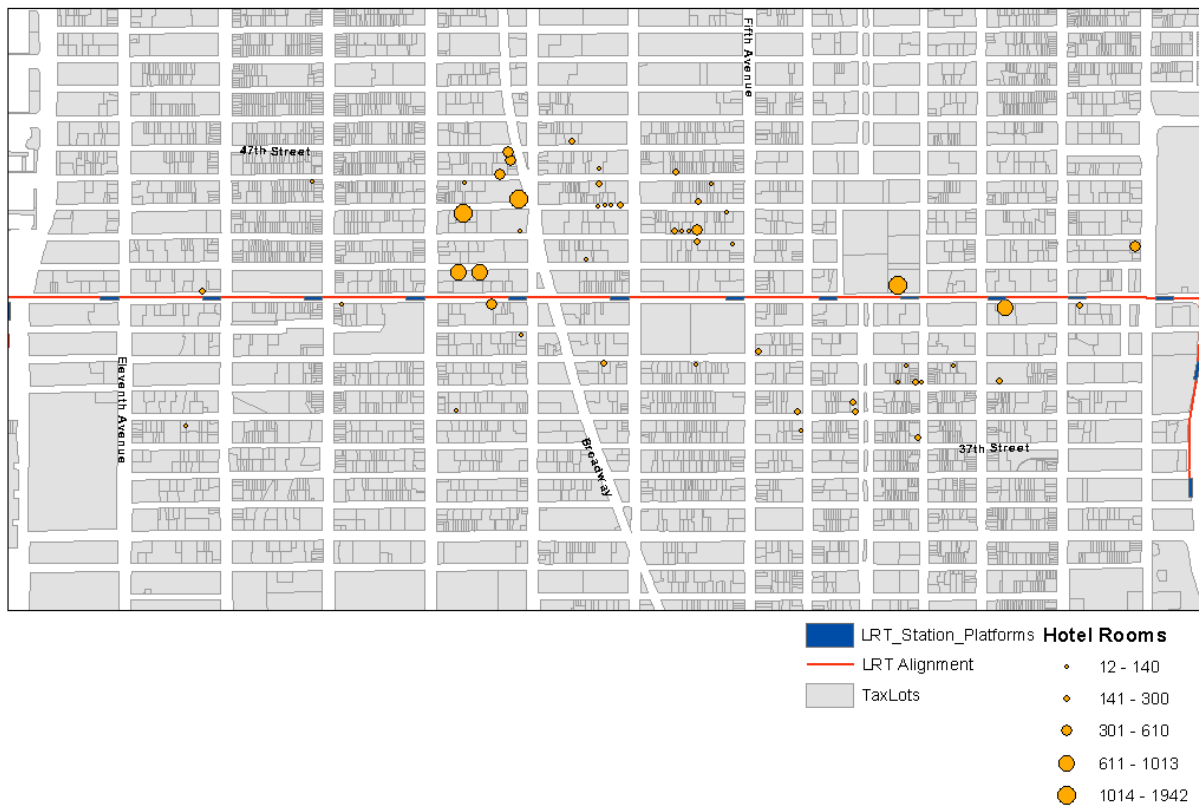 Fifth Avenue
47th Street
Eleventh Avenue
Broadway
37th Street
LRT_Station_Platforms
LRT Alignment
TaxLots
Hotel Rooms
12 - 140
141 - 300
301 - 610
611 - 1013
1014 - 1942